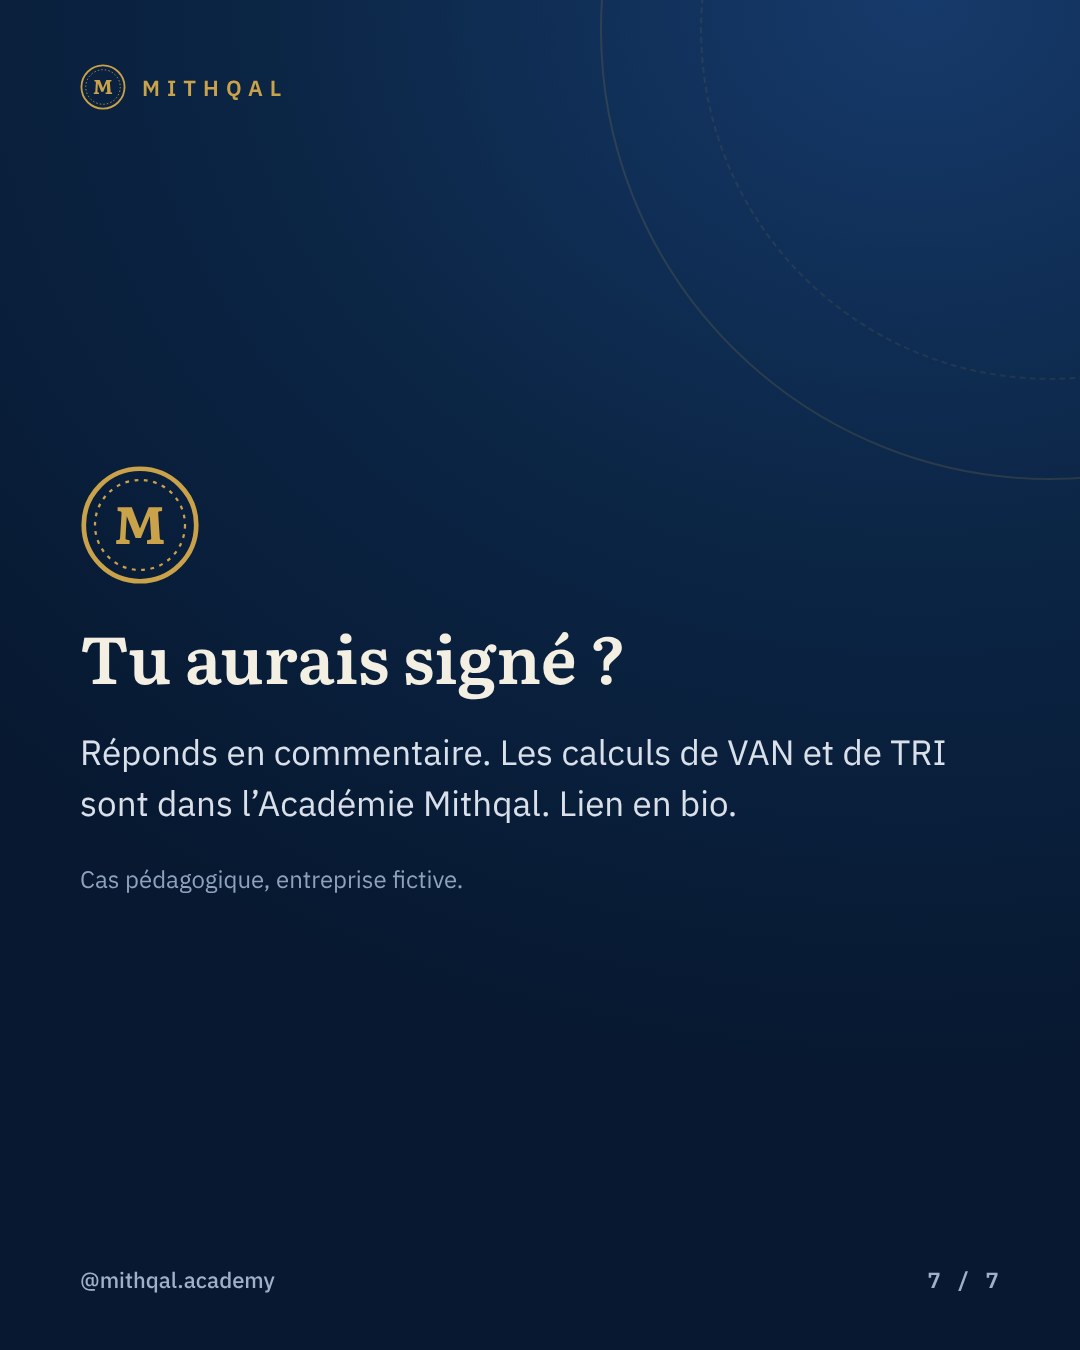 M MITHQAL
M
Tu aurais signé ?
Réponds en commentaire. Les calculs de VAN et de TRI
sont dans l’Académie Mithqal. Lien en bio.
Cas pédagogique, entreprise fictive.
@mithqal.academy 7 / 7